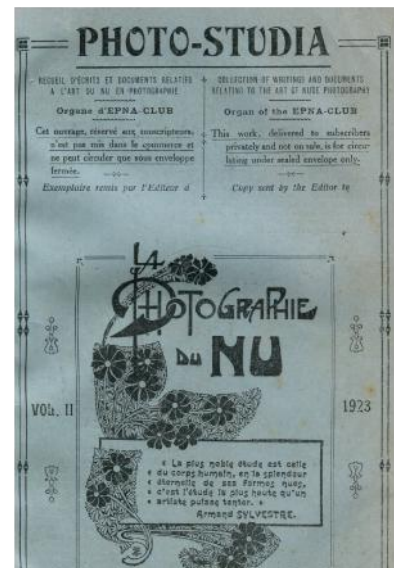 PHOTO-STUDIA
RECUEIL D'ÉCRITS ET DOCUMENTS RELATIFS
A L'ART DU NU EN PHOTOGRAPHIE
Organe d'EPNA-CLUB
Cet ouvrage, réservé aux souscripteurs,
n'est pas mis dans le commerce et
ne peut circuler que sous enveloppe
fermée.
Exemplaire remis par l'Editeur à
COLLECTION OF WRITINGS AND DOCUMENTS
RELATING TO THE ART OF NUDE PHOTOGRAPHY
Organ of the EPNA-CLUB
This work, delivered to subscribers
privately and not on sale, is for circu-
lating under sealed envelope only.
Copy sent by the Editor to
LA
PHOTOGRAPHIE
DU NU
VOL. II
1923
« La plus noble étude est celle
« du corps humain, en la splendeur
« éternelle de ses formes nues,
« c'est l'étude la plus haute qu'un
« artiste puisse tenter. »
Armand SYLVESTRE.